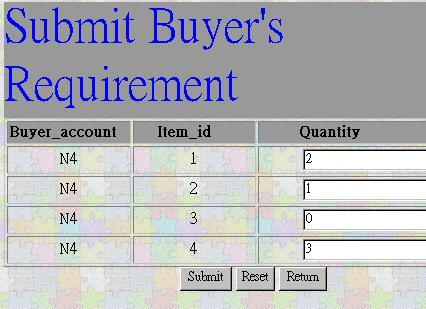 Submit Buyer's
Requirement
Buyer_account Item_id Quantity
N4 1 2
N4 2 1
N4 3 0
N4 4 3
Submit Reset Return